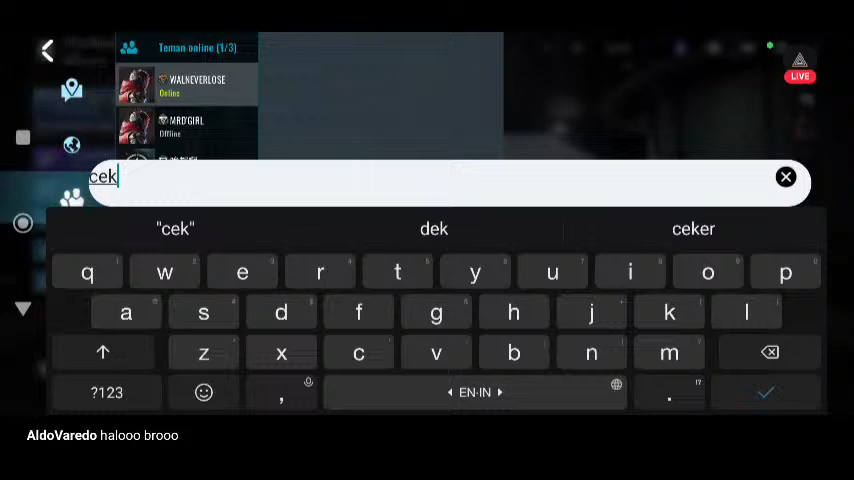 Teman online (1/3)
WALNEVERLOSE
Online
LIVE
MRD'GIRL
Offline
cek
"cek" dek ceker
q w e r t y u i o p
a s d f g h j k l
z x c v b n m
?123 , EN-IN .
AldoVaredo halooo brooo